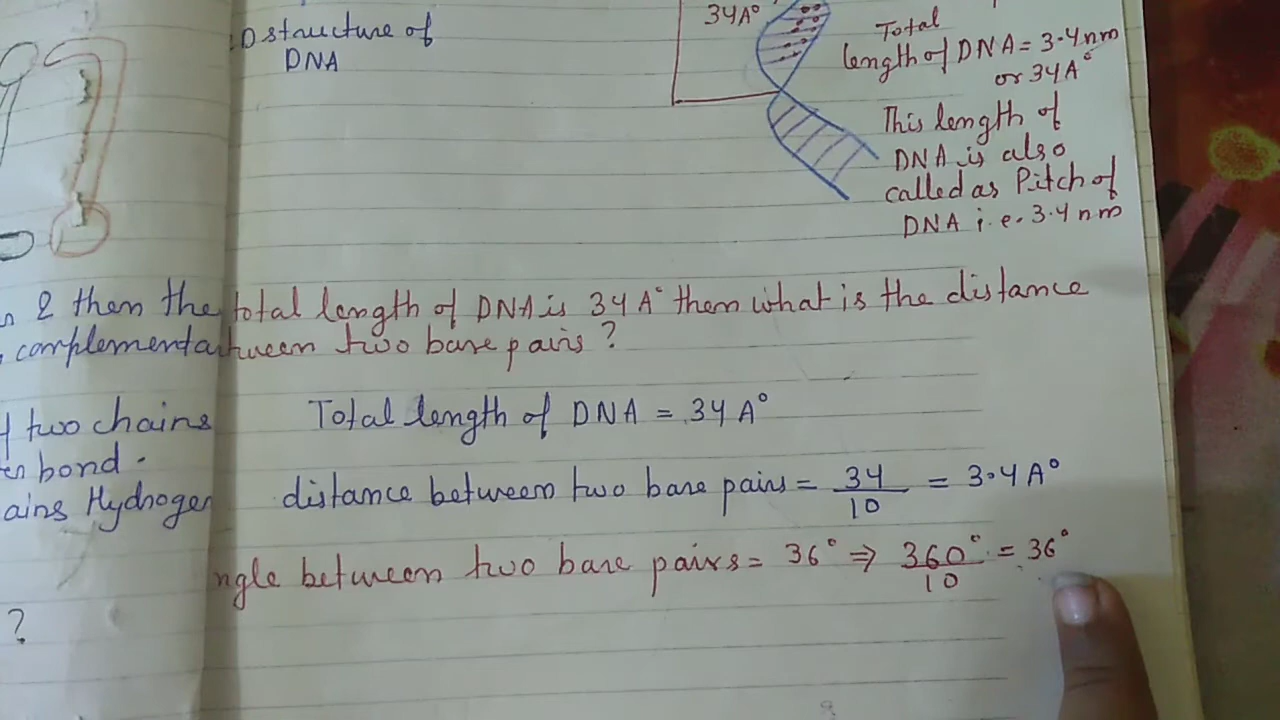 D structure of
DNA
34A°
Total
length of DNA = 3.4 nm
or 34A°
This length of
DNA is also
called as Pitch of
DNA i.e. 3.4 nm
& then the
complementa
two chains
bond.
ains Hydrogen
?
total length of DNA is 34 A° then what is the distance
tween two base pairs?
Total length of DNA = 34 A°
distance between two base pairs = 34/10 = 3.4 A°
ngle between two base pairs = 36° ⇒ 360°/10 = 36°